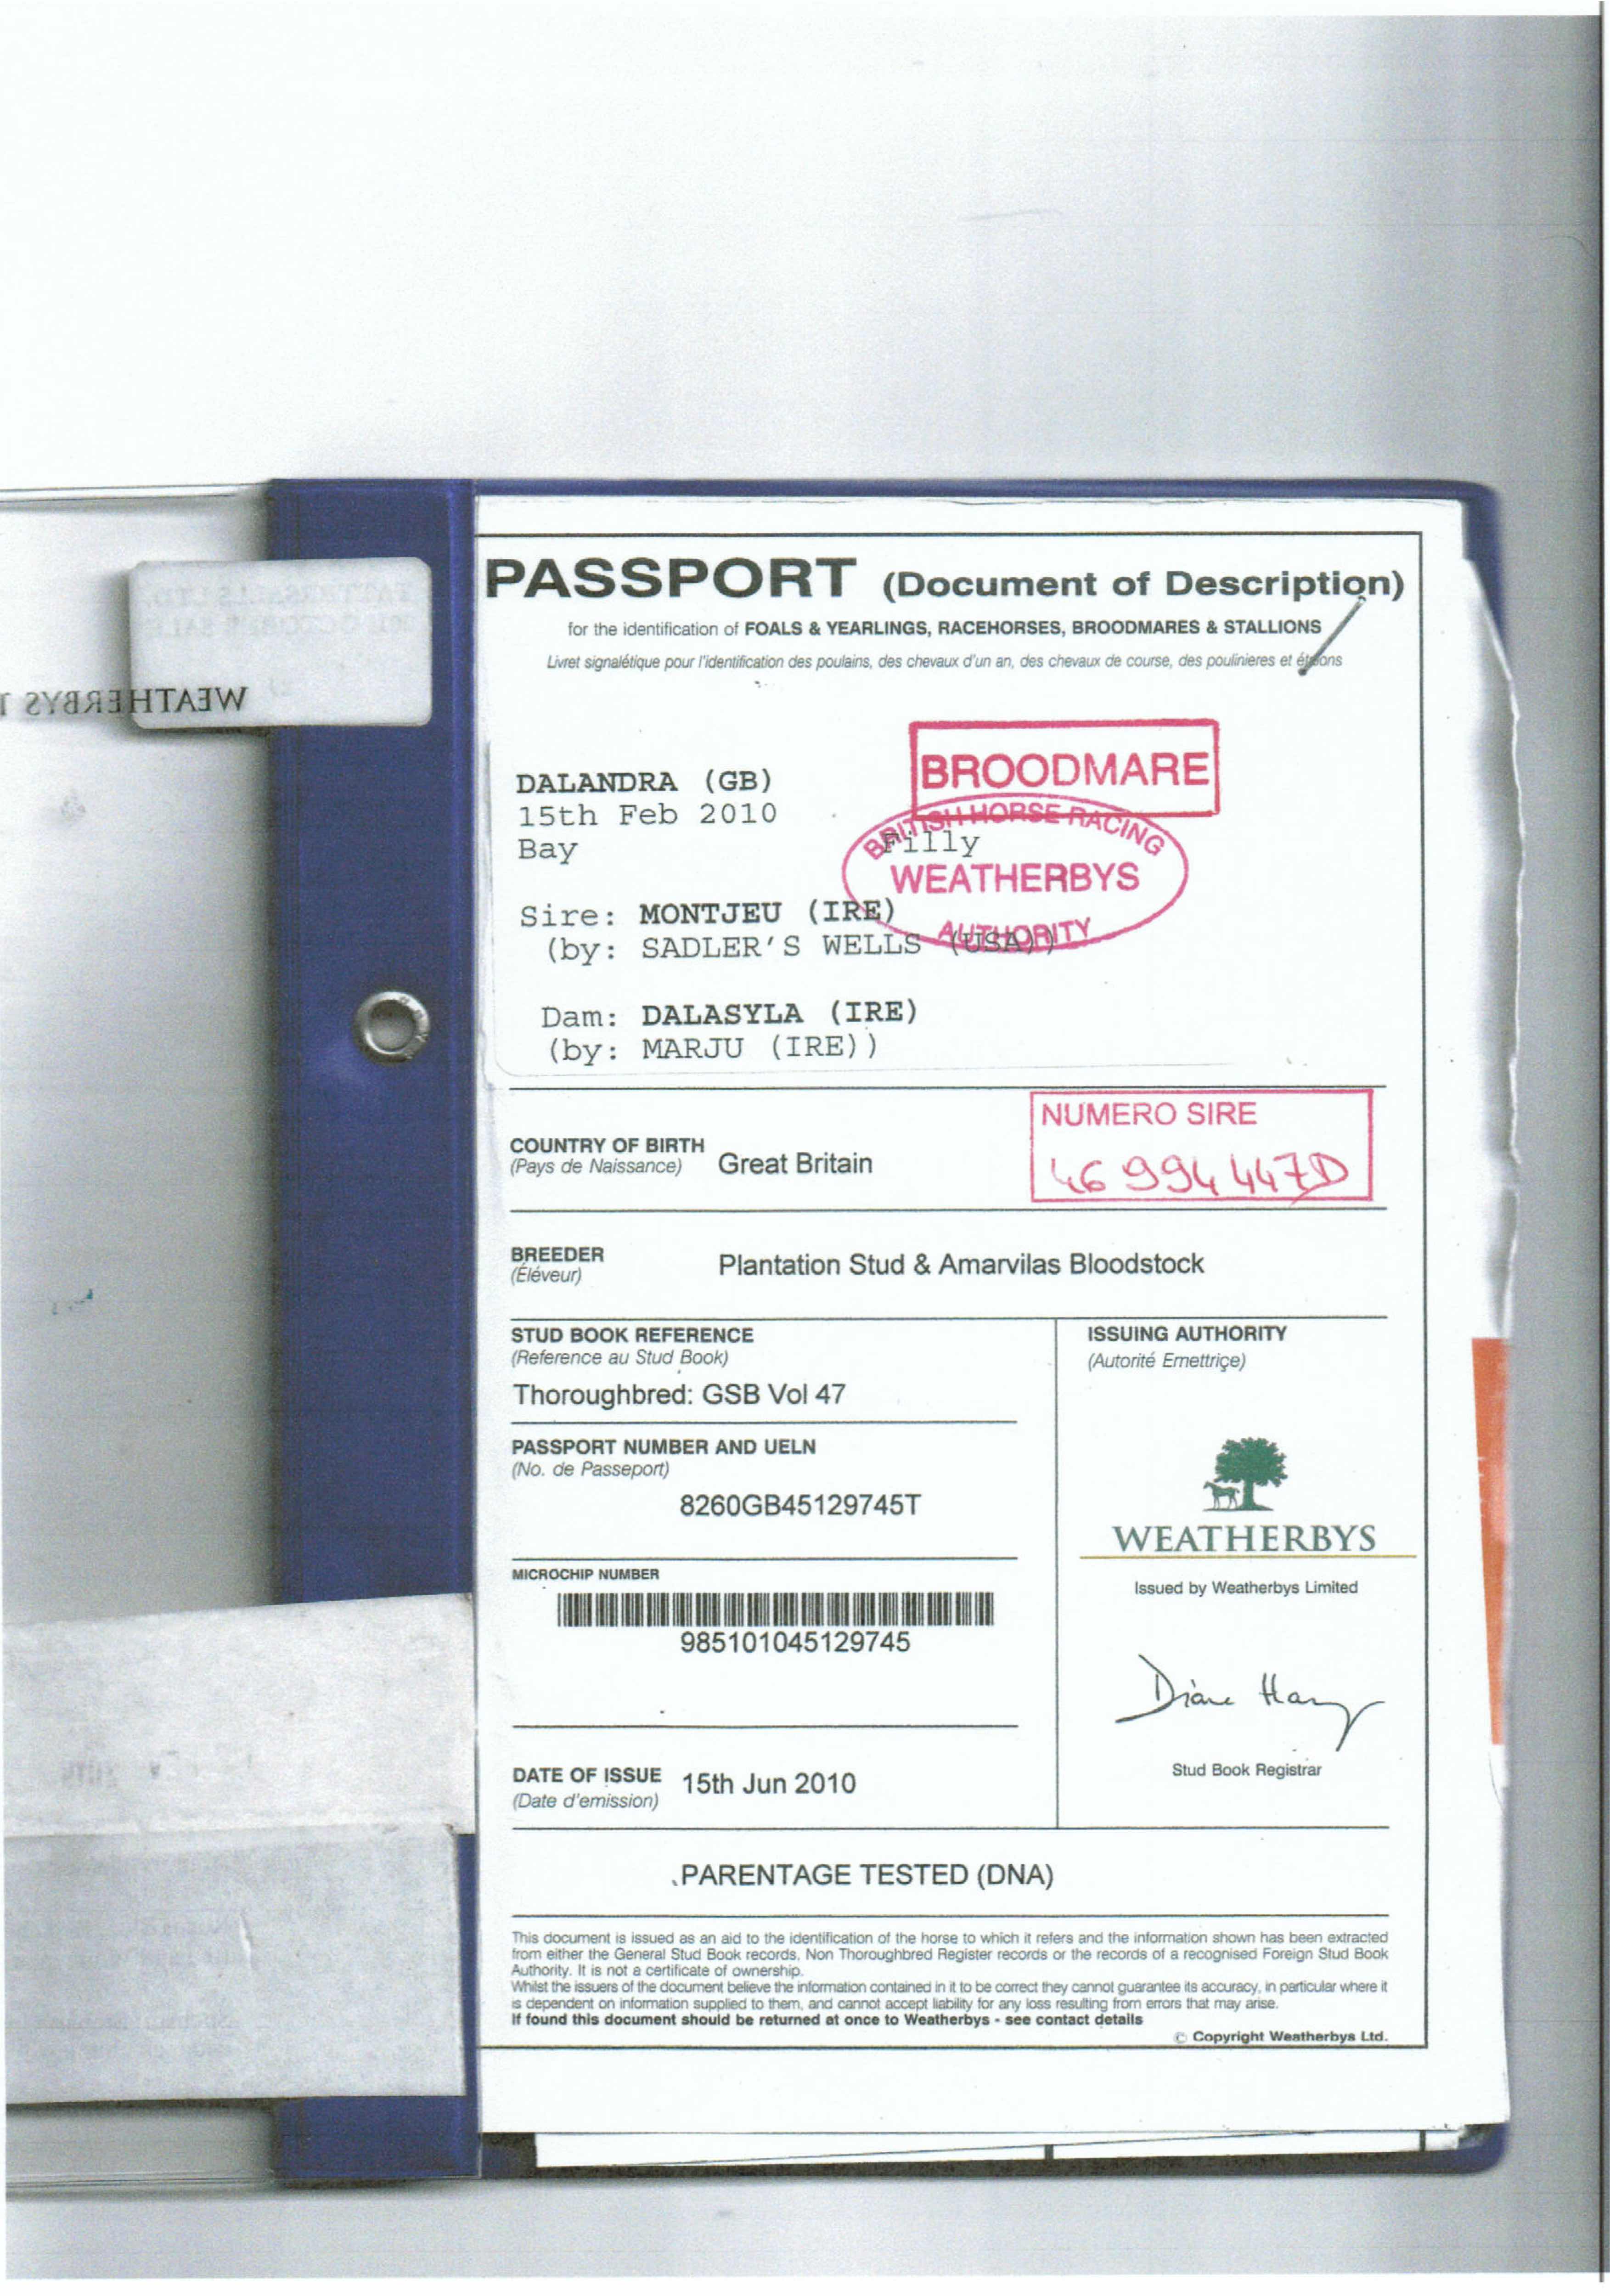 PASSPORT (Document of Description)
for the identification of FOALS & YEARLINGS, RACEHORSES, BROODMARES & STALLIONS
Livret signalétique pour l'identification des poulains, des chevaux d'un an, des chevaux de course, des poulinieres et étalons
WEATHERBYS T
BROODMARE
DALANDRA (GB)
15th Feb 2010
Bay Filly
BRITISH HORSE RACING
WEATHERBYS
AUTHORITY
Sire: MONTJEU (IRE)
(by: SADLER'S WELLS (USA))
Dam: DALASYLA (IRE)
(by: MARJU (IRE))
NUMERO SIRE
46 994 447D
COUNTRY OF BIRTH
(Pays de Naissance)
Great Britain
BREEDER
(Éléveur)
Plantation Stud & Amarvilas Bloodstock
STUD BOOK REFERENCE
(Reference au Stud Book)
Thoroughbred: GSB Vol 47
PASSPORT NUMBER AND UELN
(No. de Passeport)
8260GB45129745T
MICROCHIP NUMBER
985101045129745
DATE OF ISSUE
(Date d'emission)
15th Jun 2010
ISSUING AUTHORITY
(Autorité Emettriçe)
WEATHERBYS
Issued by Weatherbys Limited
Stud Book Registrar
PARENTAGE TESTED (DNA)
This document is issued as an aid to the identification of the horse to which it refers and the information shown has been extracted
from either the General Stud Book records, Non Thoroughbred Register records or the records of a recognised Foreign Stud Book
Authority. It is not a certificate of ownership.
Whilst the issuers of the document believe the information contained in it to be correct they cannot guarantee its accuracy, in particular where it
is dependent on information supplied to them, and cannot accept liability for any loss resulting from errors that may arise.
If found this document should be returned at once to Weatherbys - see contact details
© Copyright Weatherbys Ltd.